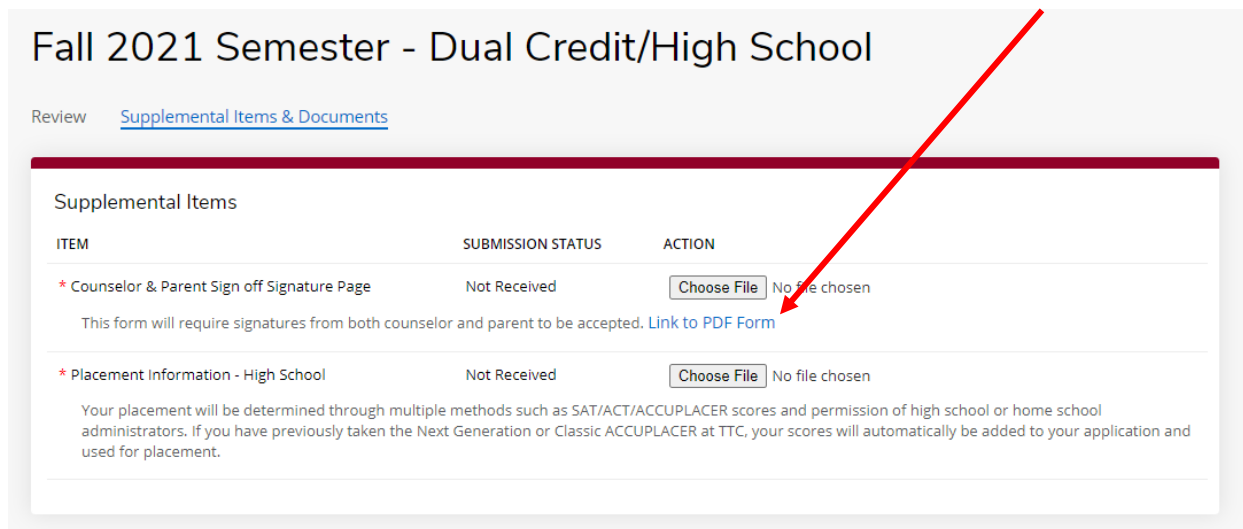 Fall 2021 Semester - Dual Credit/High School
Review Supplemental Items & Documents
Supplemental Items
ITEM SUBMISSION STATUS ACTION
* Counselor & Parent Sign off Signature Page Not Received Choose File No file chosen
This form will require signatures from both counselor and parent to be accepted. Link to PDF Form
* Placement Information - High School Not Received Choose File No file chosen
Your placement will be determined through multiple methods such as SAT/ACT/ACCUPLACER scores and permission of high school or home school
administrators. If you have previously taken the Next Generation or Classic ACCUPLACER at TTC, your scores will automatically be added to your application and
used for placement.